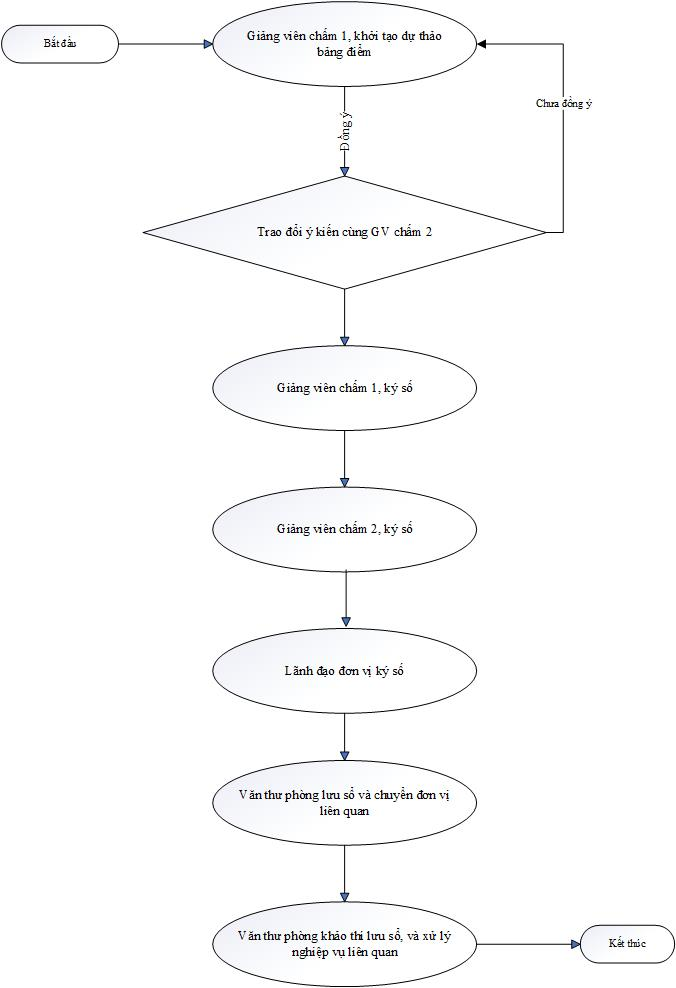 Bắt đầu
Giảng viên chấm 1, khởi tạo dự thảo
bảng điểm
Chưa đồng ý
Đồng ý
Trao đổi ý kiến cùng GV chấm 2
Giảng viên chấm 1, ký số
Giảng viên chấm 2, ký số
Lãnh đạo đơn vị ký số
Văn thư phòng lưu sổ và chuyển đơn vị
liên quan
Văn thư phòng khảo thí lưu sổ, và xử lý
nghiệp vụ liên quan
Kết thúc